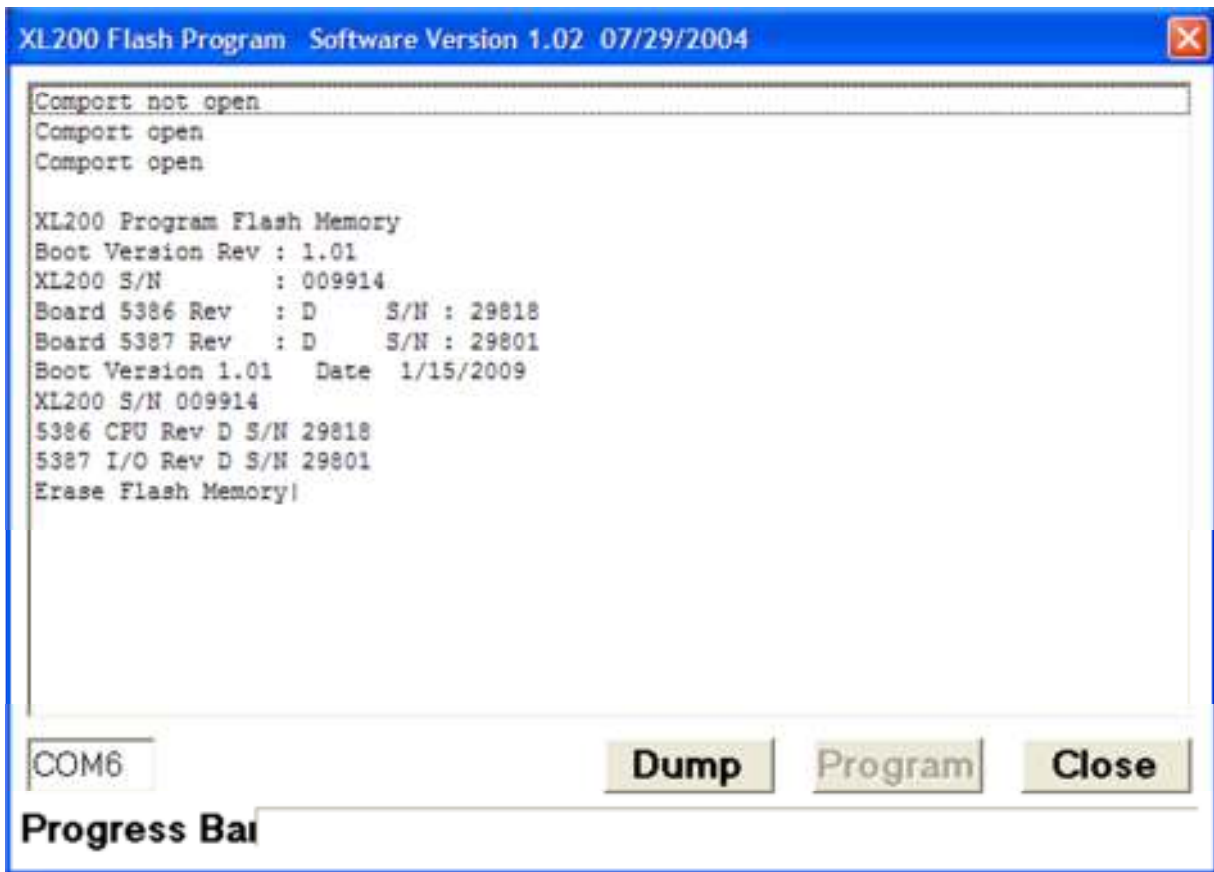 XL200 Flash Program   Software Version 1.02  07/29/2004
Comport not open
Comport open
Comport open
XL200 Program Flash Memory
Boot Version Rev : 1.01
XL200 S/N       : 009914
Board 5386 Rev   : D     S/N : 29818
Board 5387 Rev   : D     S/N : 29801
Boot Version 1.01   Date  1/15/2009
XL200 S/N 009914
5386 CPU Rev D S/N 29818
5387 I/O Rev D S/N 29801
Erase Flash Memory|
COM6
Dump
Program
Close
Progress Bar